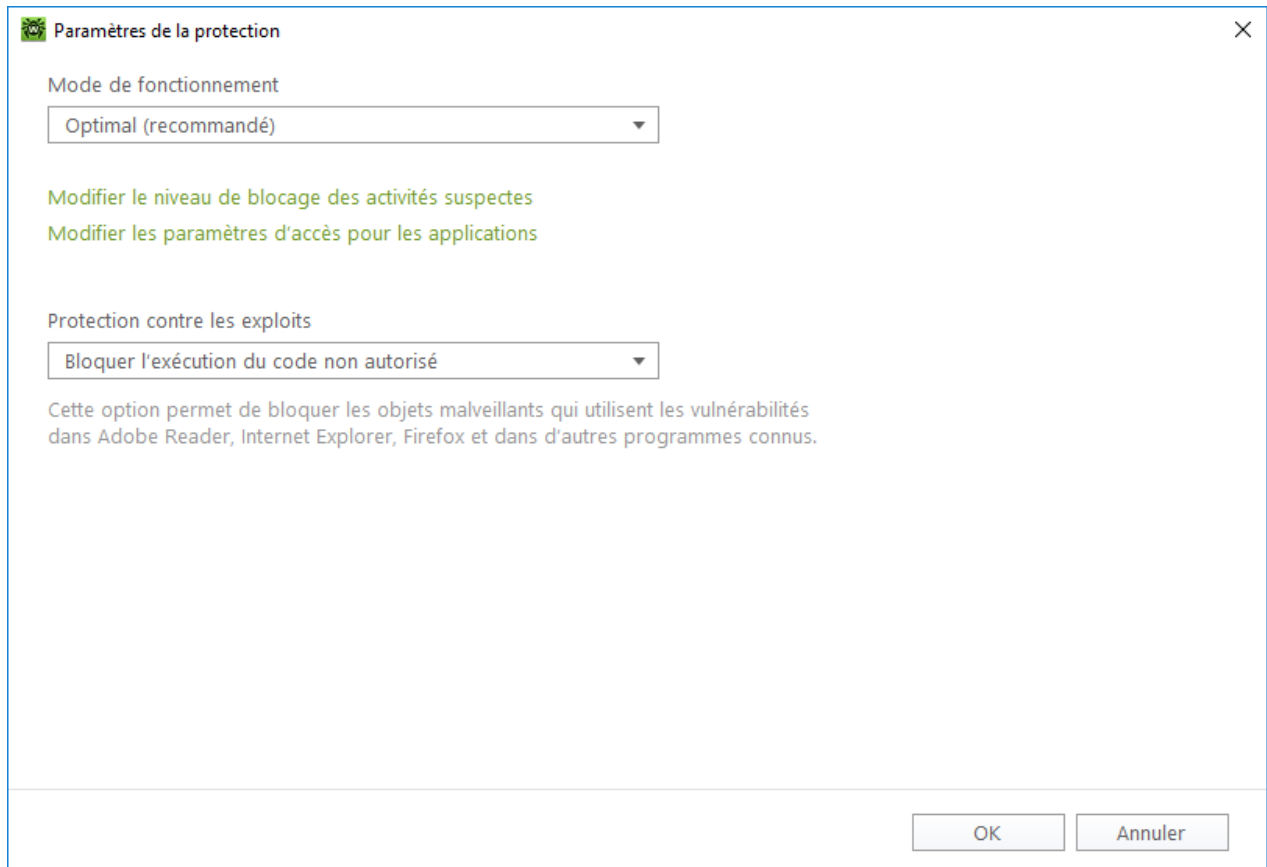 Paramètres de la protection
Mode de fonctionnement
Optimal (recommandé)
Modifier le niveau de blocage des activités suspectes
Modifier les paramètres d'accès pour les applications
Protection contre les exploits
Bloquer l'exécution du code non autorisé
Cette option permet de bloquer les objets malveillants qui utilisent les vulnérabilités
dans Adobe Reader, Internet Explorer, Firefox et dans d'autres programmes connus.
OK Annuler